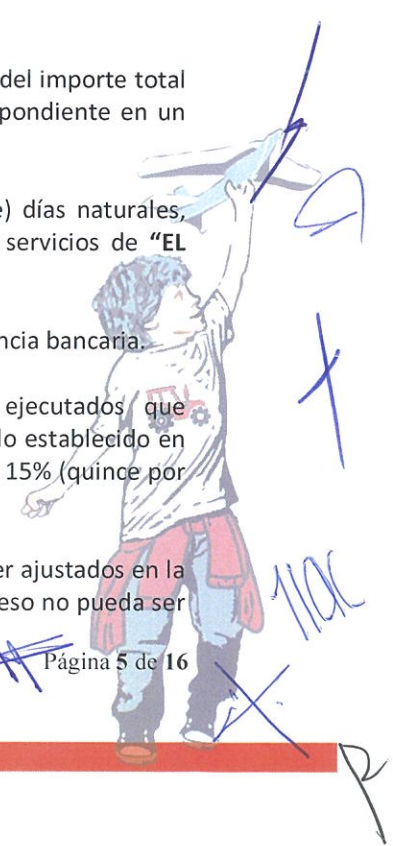 del importe total
pondiente en un
e) días naturales,
servicios de "EL
ncia bancaria.
ejecutados que
lo establecido en
15% (quince por
er ajustados en la
eso no pueda ser
Página 5 de 16